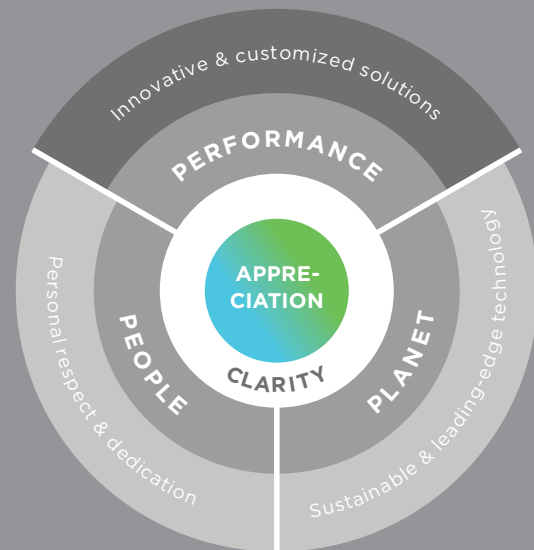 Innovative & customized solutions
PERFORMANCE
APPRE-
CIATION
CLARITY
PEOPLE
PLANET
Personal respect & dedication
Sustainable & leading-edge technology